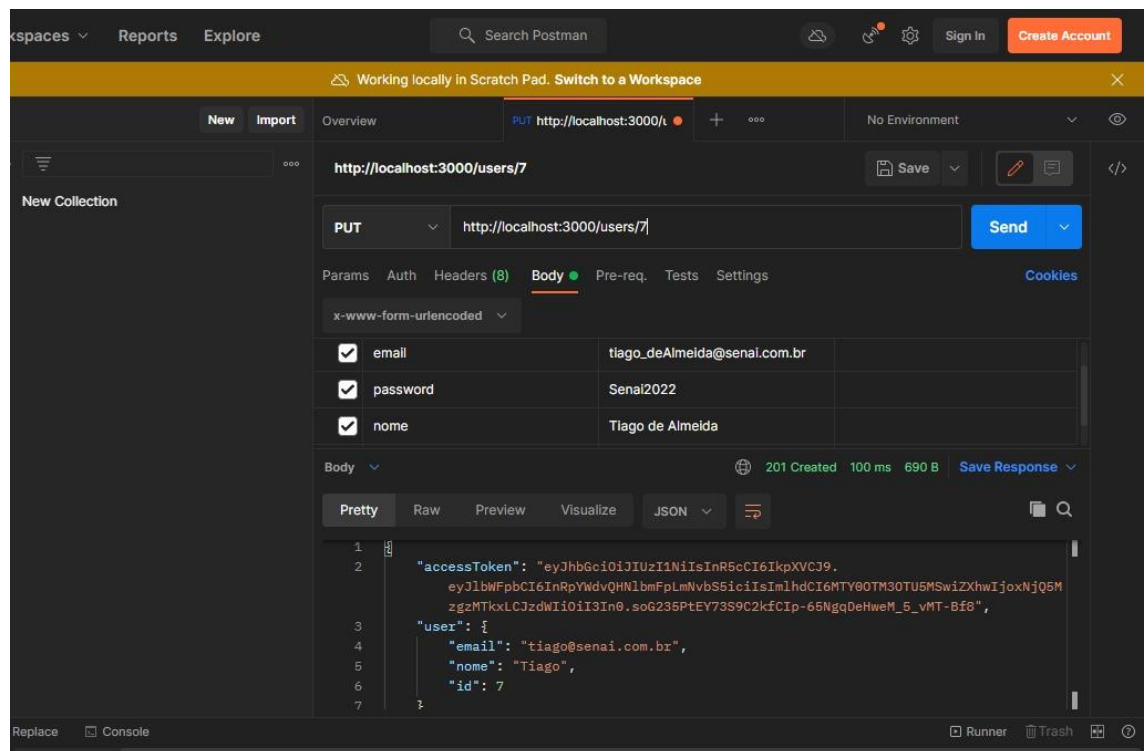 kspaces Reports Explore Search Postman Sign In Create Account
Working locally in Scratch Pad. Switch to a Workspace
New Import Overview PUT http://localhost:3000/u No Environment
http://localhost:3000/users/7 Save
New Collection
PUT http://localhost:3000/users/7 Send
Params Auth Headers (8) Body Pre-req. Tests Settings Cookies
x-www-form-urlencoded
email tiago_deAlmeida@senai.com.br
password Senai2022
nome Tiago de Almeida
Body 201 Created 100 ms 690 B Save Response
Pretty Raw Preview Visualize JSON
1 {
2 "accessToken": "eyJhbGciOiJIUzI1NiIsInR5cCI6IkpXVCJ9.
eyJlbWFpbCI6InRpYWdvQHNlbmFpLmNvbS5iciIsImlhdCI6MTY0OTM3OTU5MSwiZXhwIjoxNjQ5M
zgzMTkxLCJzdWIiOiI3In0.soG235PtEY73S9C2kfCIp-65NgqDeHweM_5_vMT-Bf8",
3 "user": {
4 "email": "tiago@senai.com.br",
5 "nome": "Tiago",
6 "id": 7
7 }
Replace Console Runner Trash